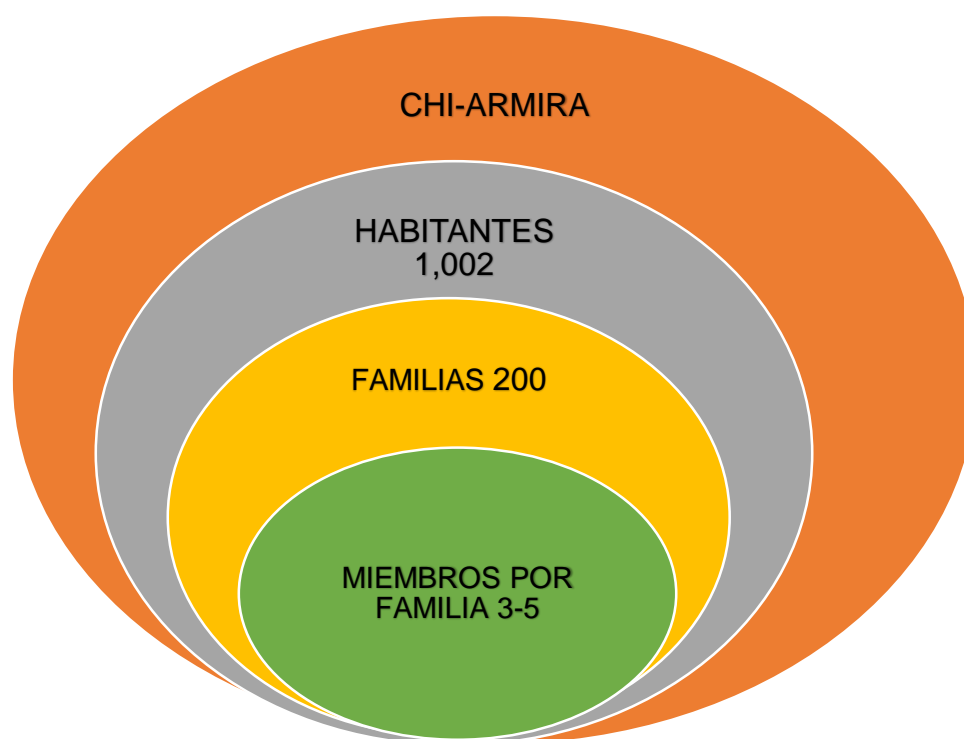 CHI-ARMIRA
HABITANTES
1,002
FAMILIAS 200
MIEMBROS POR
FAMILIA 3-5